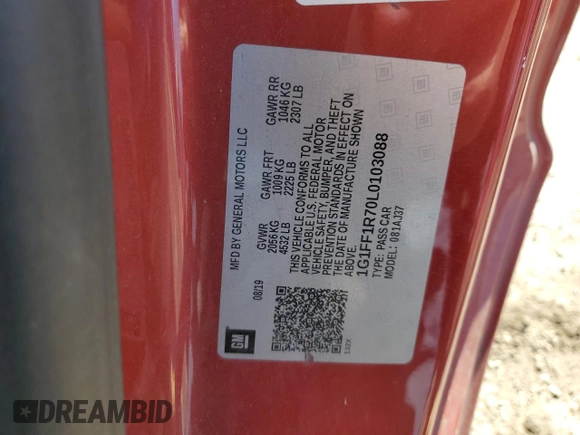 MFD BY GENERAL MOTORS LLC
08/19
GVWR
2056 KG
4532 LB
GAWR FRT
1009 KG
2225 LB
GAWR RR
1046 KG
2307 LB
THIS VEHICLE CONFORMS TO ALL
APPLICABLE U.S. FEDERAL MOTOR
VEHICLE SAFETY, BUMPER, AND THEFT
PREVENTION STANDARDS IN EFFECT ON
THE DATE OF MANUFACTURE SHOWN
ABOVE.
1G1FF1R70L0103088
TYPE: PASS CAR
MODEL: 081AJ37
GM
DREAMBID